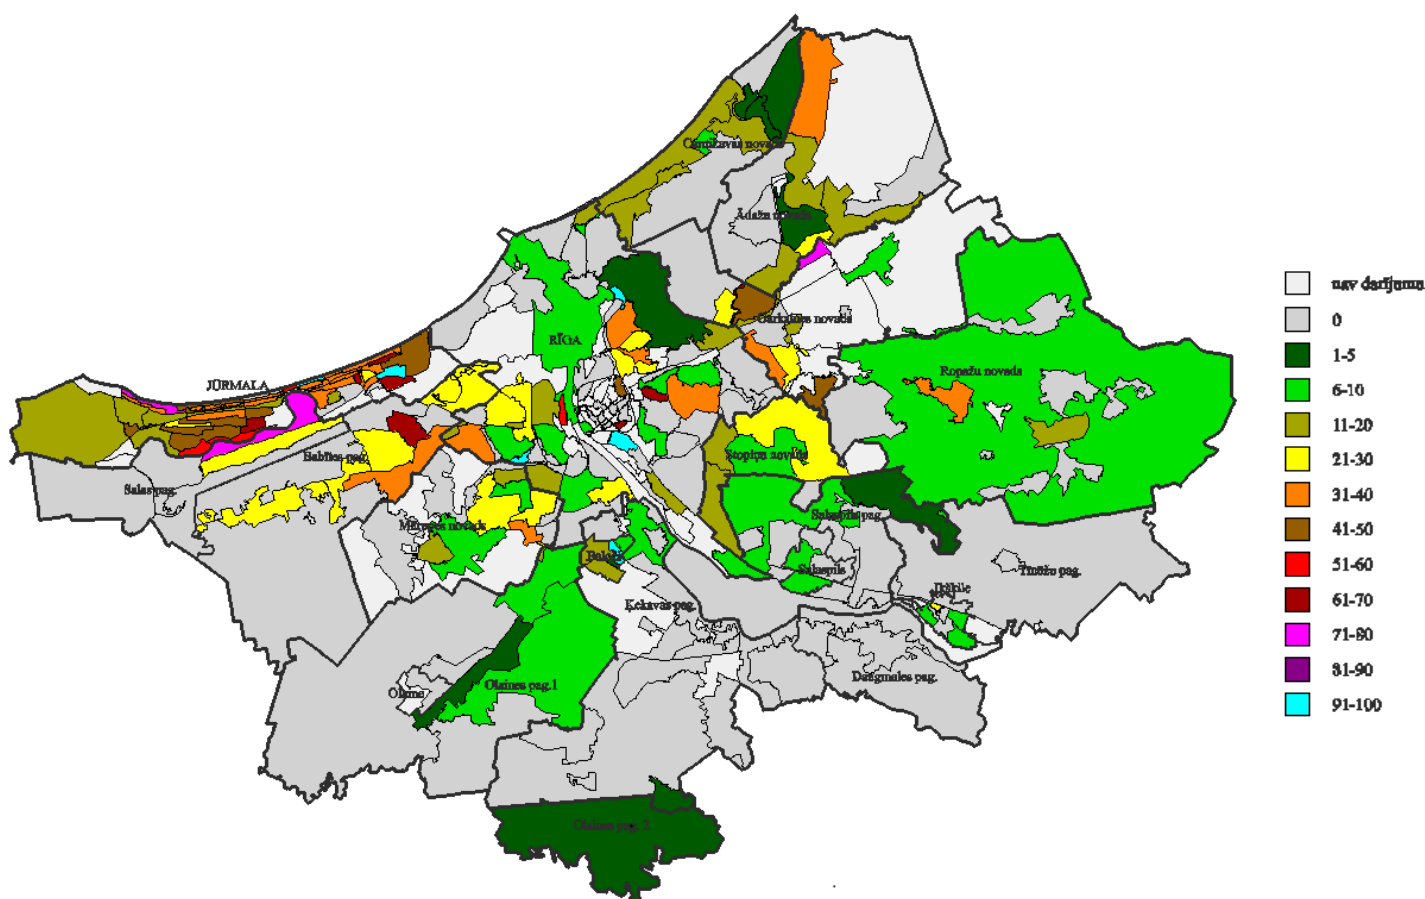 Carnikavas novads
Ādažu novads
Garkalnes novads
RĪGA
JŪRMALA
Ropažu novads
Babītes pag.
Stopiņu novads
Salas pag.
Salaspils pag.
Mārupes novads
Baloži
Salaspils
Tīnūžu pag.
Ikšķile
Ķekavas pag.
Daugmales pag.
Olaine
Olaines pag.1
Olaines pag. 2
nav darījumu
0
1-5
6-10
11-20
21-30
31-40
41-50
51-60
61-70
71-80
81-90
91-100